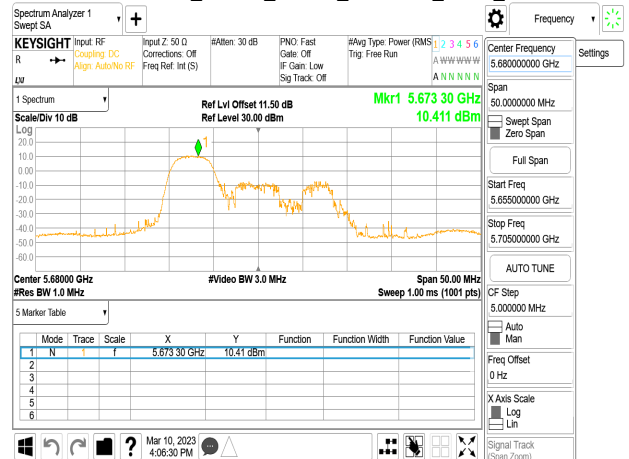 Spectrum Analyzer 1
Swept SA
Frequency
KEYSIGHT
Input: RF
Coupling: DC
Align: Auto/No RF
Input Z: 50 Ω
Corrections: Off
Freq Ref: Int (S)
#Atten: 30 dB
PNO: Fast
Gate: Off
IF Gain: Low
Sig Track: Off
#Avg Type: Power (RMS
Trig: Free Run
1 2 3 4 5 6
A W W W W W
A N N N N N
R
1 Spectrum
Scale/Div 10 dB
Ref Lvl Offset 11.50 dB
Ref Level 30.00 dBm
Mkr1 5.673 30 GHz
10.411 dBm
Log
20.0
10.0
0.00
-10.0
-20.0
-30.0
-40.0
-50.0
-60.0
1
Center 5.68000 GHz
#Video BW 3.0 MHz
Span 50.00 MHz
#Res BW 1.0 MHz
Sweep 1.00 ms (1001 pts)
5 Marker Table
Mode Trace Scale X Y Function Function Width Function Value
1 N 1 f 5.673 30 GHz 10.41 dBm
2
3
4
5
6
Mar 10, 2023
4:06:30 PM
Center Frequency
5.680000000 GHz
Settings
Span
50.0000000 MHz
Swept Span
Zero Span
Full Span
Start Freq
5.655000000 GHz
Stop Freq
5.705000000 GHz
AUTO TUNE
CF Step
5.000000 MHz
Auto
Man
Freq Offset
0 Hz
X Axis Scale
Log
Lin
Signal Track
(Span Zoom)